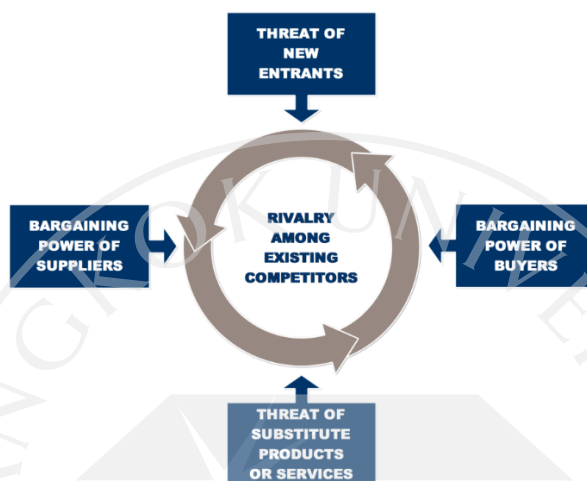 THREAT OF
NEW
ENTRANTS
BARGAINING
POWER OF
SUPPLIERS
RIVALRY
AMONG
EXISTING
COMPETITORS
BARGAINING
POWER OF
BUYERS
THREAT OF
SUBSTITUTE
PRODUCTS
OR SERVICES